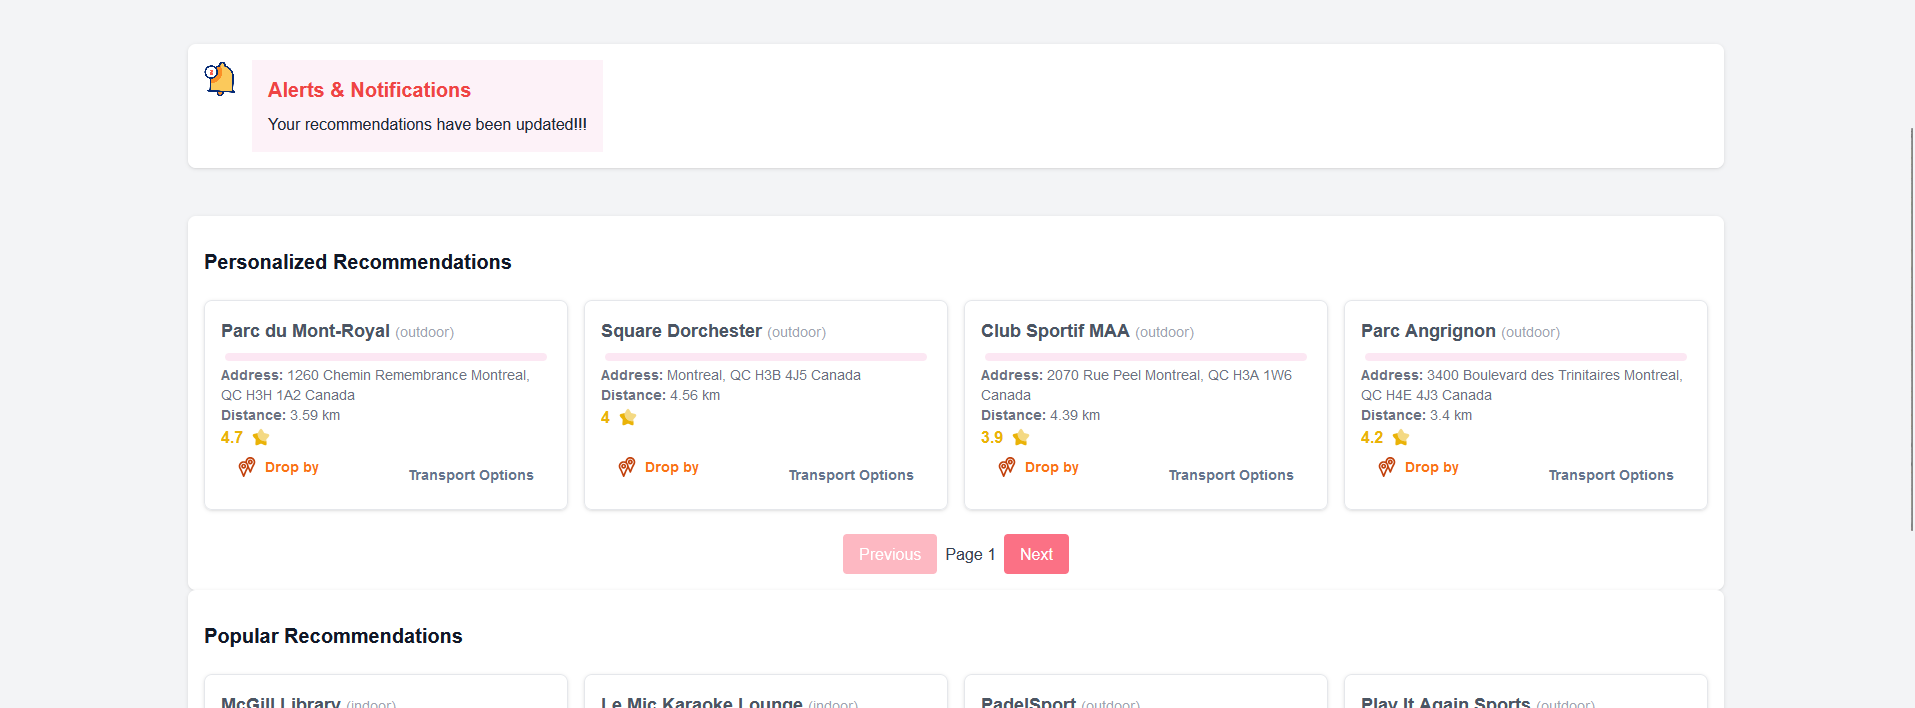 Alerts & Notifications
Your recommendations have been updated!!!
Personalized Recommendations
Parc du Mont-Royal (outdoor)
Address: 1260 Chemin Remembrance Montreal,
QC H3H 1A2 Canada
Distance: 3.59 km
4.7
Drop by
Transport Options
Square Dorchester (outdoor)
Address: Montreal, QC H3B 4J5 Canada
Distance: 4.56 km
4
Drop by
Transport Options
Club Sportif MAA (outdoor)
Address: 2070 Rue Peel Montreal, QC H3A 1W6
Canada
Distance: 4.39 km
3.9
Drop by
Transport Options
Parc Angrignon (outdoor)
Address: 3400 Boulevard des Trinitaires Montreal,
QC H4E 4J3 Canada
Distance: 3.4 km
4.2
Drop by
Transport Options
Previous Page 1 Next
Popular Recommendations
McGill Library (indoor)
Le Mic Karaoke Lounge (indoor)
PadelSport (outdoor)
Play It Again Sports (outdoor)